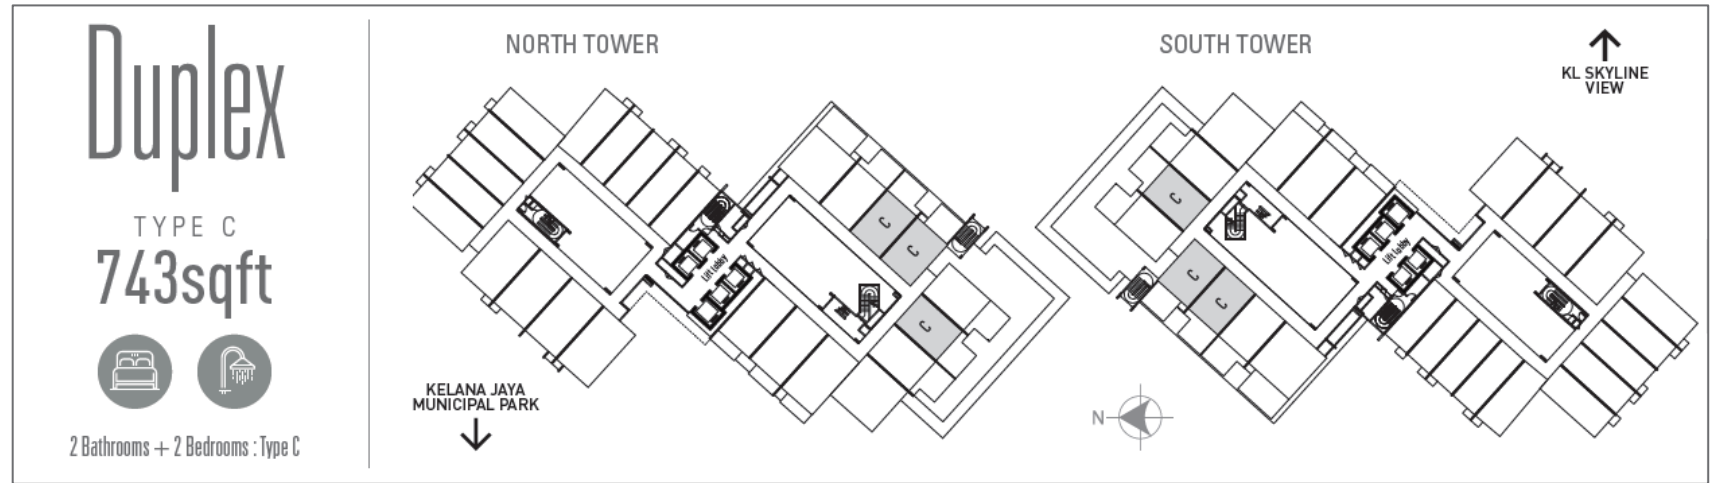 Duplex
TYPE C
743sqft
2 Bathrooms + 2 Bedrooms : Type C
NORTH TOWER
C
C
C
Lift lobby
KELANA JAYA
MUNICIPAL PARK
SOUTH TOWER
C
C
C
Lift lobby
KL SKYLINE
VIEW
N